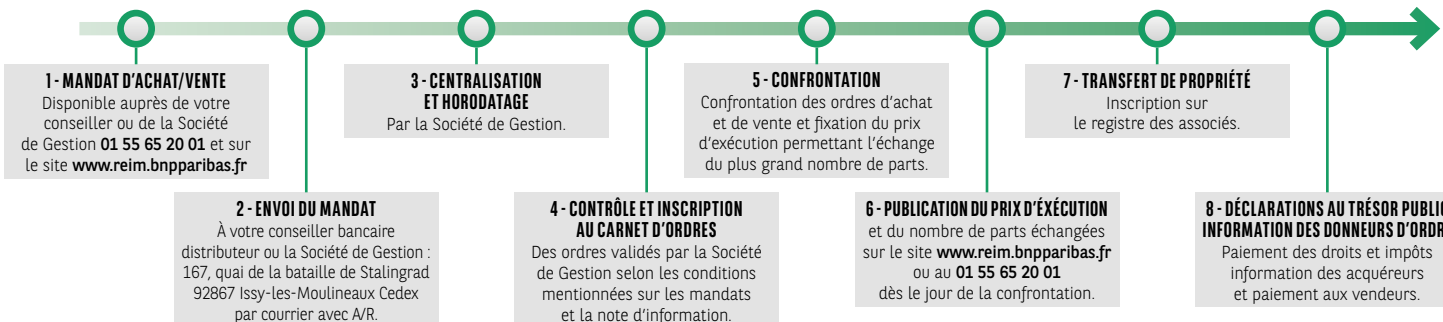 1 - MANDAT D'ACHAT/VENTE
Disponible auprès de votre
conseiller ou de la Société
de Gestion 01 55 65 20 01 et sur
le site www.reim.bnpparibas.fr
2 - ENVOI DU MANDAT
À votre conseiller bancaire
distributeur ou la Société de Gestion :
167, quai de la bataille de Stalingrad
92867 Issy-les-Moulineaux Cedex
par courrier avec A/R.
3 - CENTRALISATION
ET HORODATAGE
Par la Société de Gestion.
4 - CONTRÔLE ET INSCRIPTION
AU CARNET D'ORDRES
Des ordres validés par la Société
de Gestion selon les conditions
mentionnées sur les mandats
et la note d'information.
5 - CONFRONTATION
Confrontation des ordres d'achat
et de vente et fixation du prix
d'exécution permettant l'échange
du plus grand nombre de parts.
6 - PUBLICATION DU PRIX D'ÉXÉCUTION
et du nombre de parts échangées
sur le site www.reim.bnpparibas.fr
ou au 01 55 65 20 01
dès le jour de la confrontation.
7 - TRANSFERT DE PROPRIÉTÉ
Inscription sur
le registre des associés.
8 - DÉCLARATIONS AU TRÉSOR PUBLIC
INFORMATION DES DONNEURS D'ORDR
Paiement des droits et impôts
information des acquéreurs
et paiement aux vendeurs.